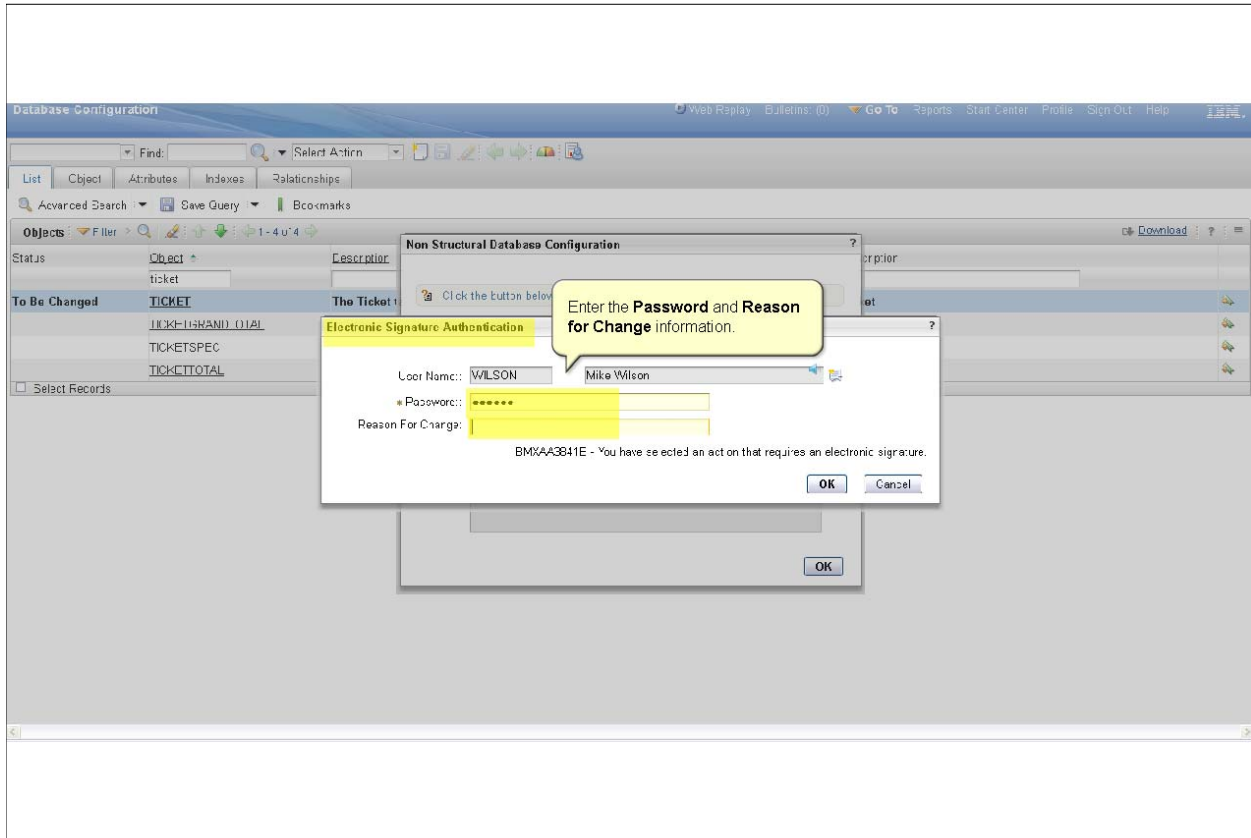 Database Configuration
Web Replay Bulletins: (0) Go To Reports Start Center Profile Sign Out Help IBM.
Find: Select Action
List Object Attributes Indexes Relationships
Advanced Search Save Query Bookmarks
Objects Filter 1 - 4 of 4 Download ?
Status Object Description
ticket
To Be Changed TICKET The Ticket
TICKETGRANDTOTAL
TICKETSPEC
TICKETTOTAL
Select Records
Non Structural Database Configuration ?
Click the button below
Enter the Password and Reason
for Change information.
Electronic Signature Authentication ?
User Name:: WILSON Mike Wilson
* Password:: ••••••
Reason For Change:
BMXAA3841E - You have selected an action that requires an electronic signature.
OK Cancel
OK